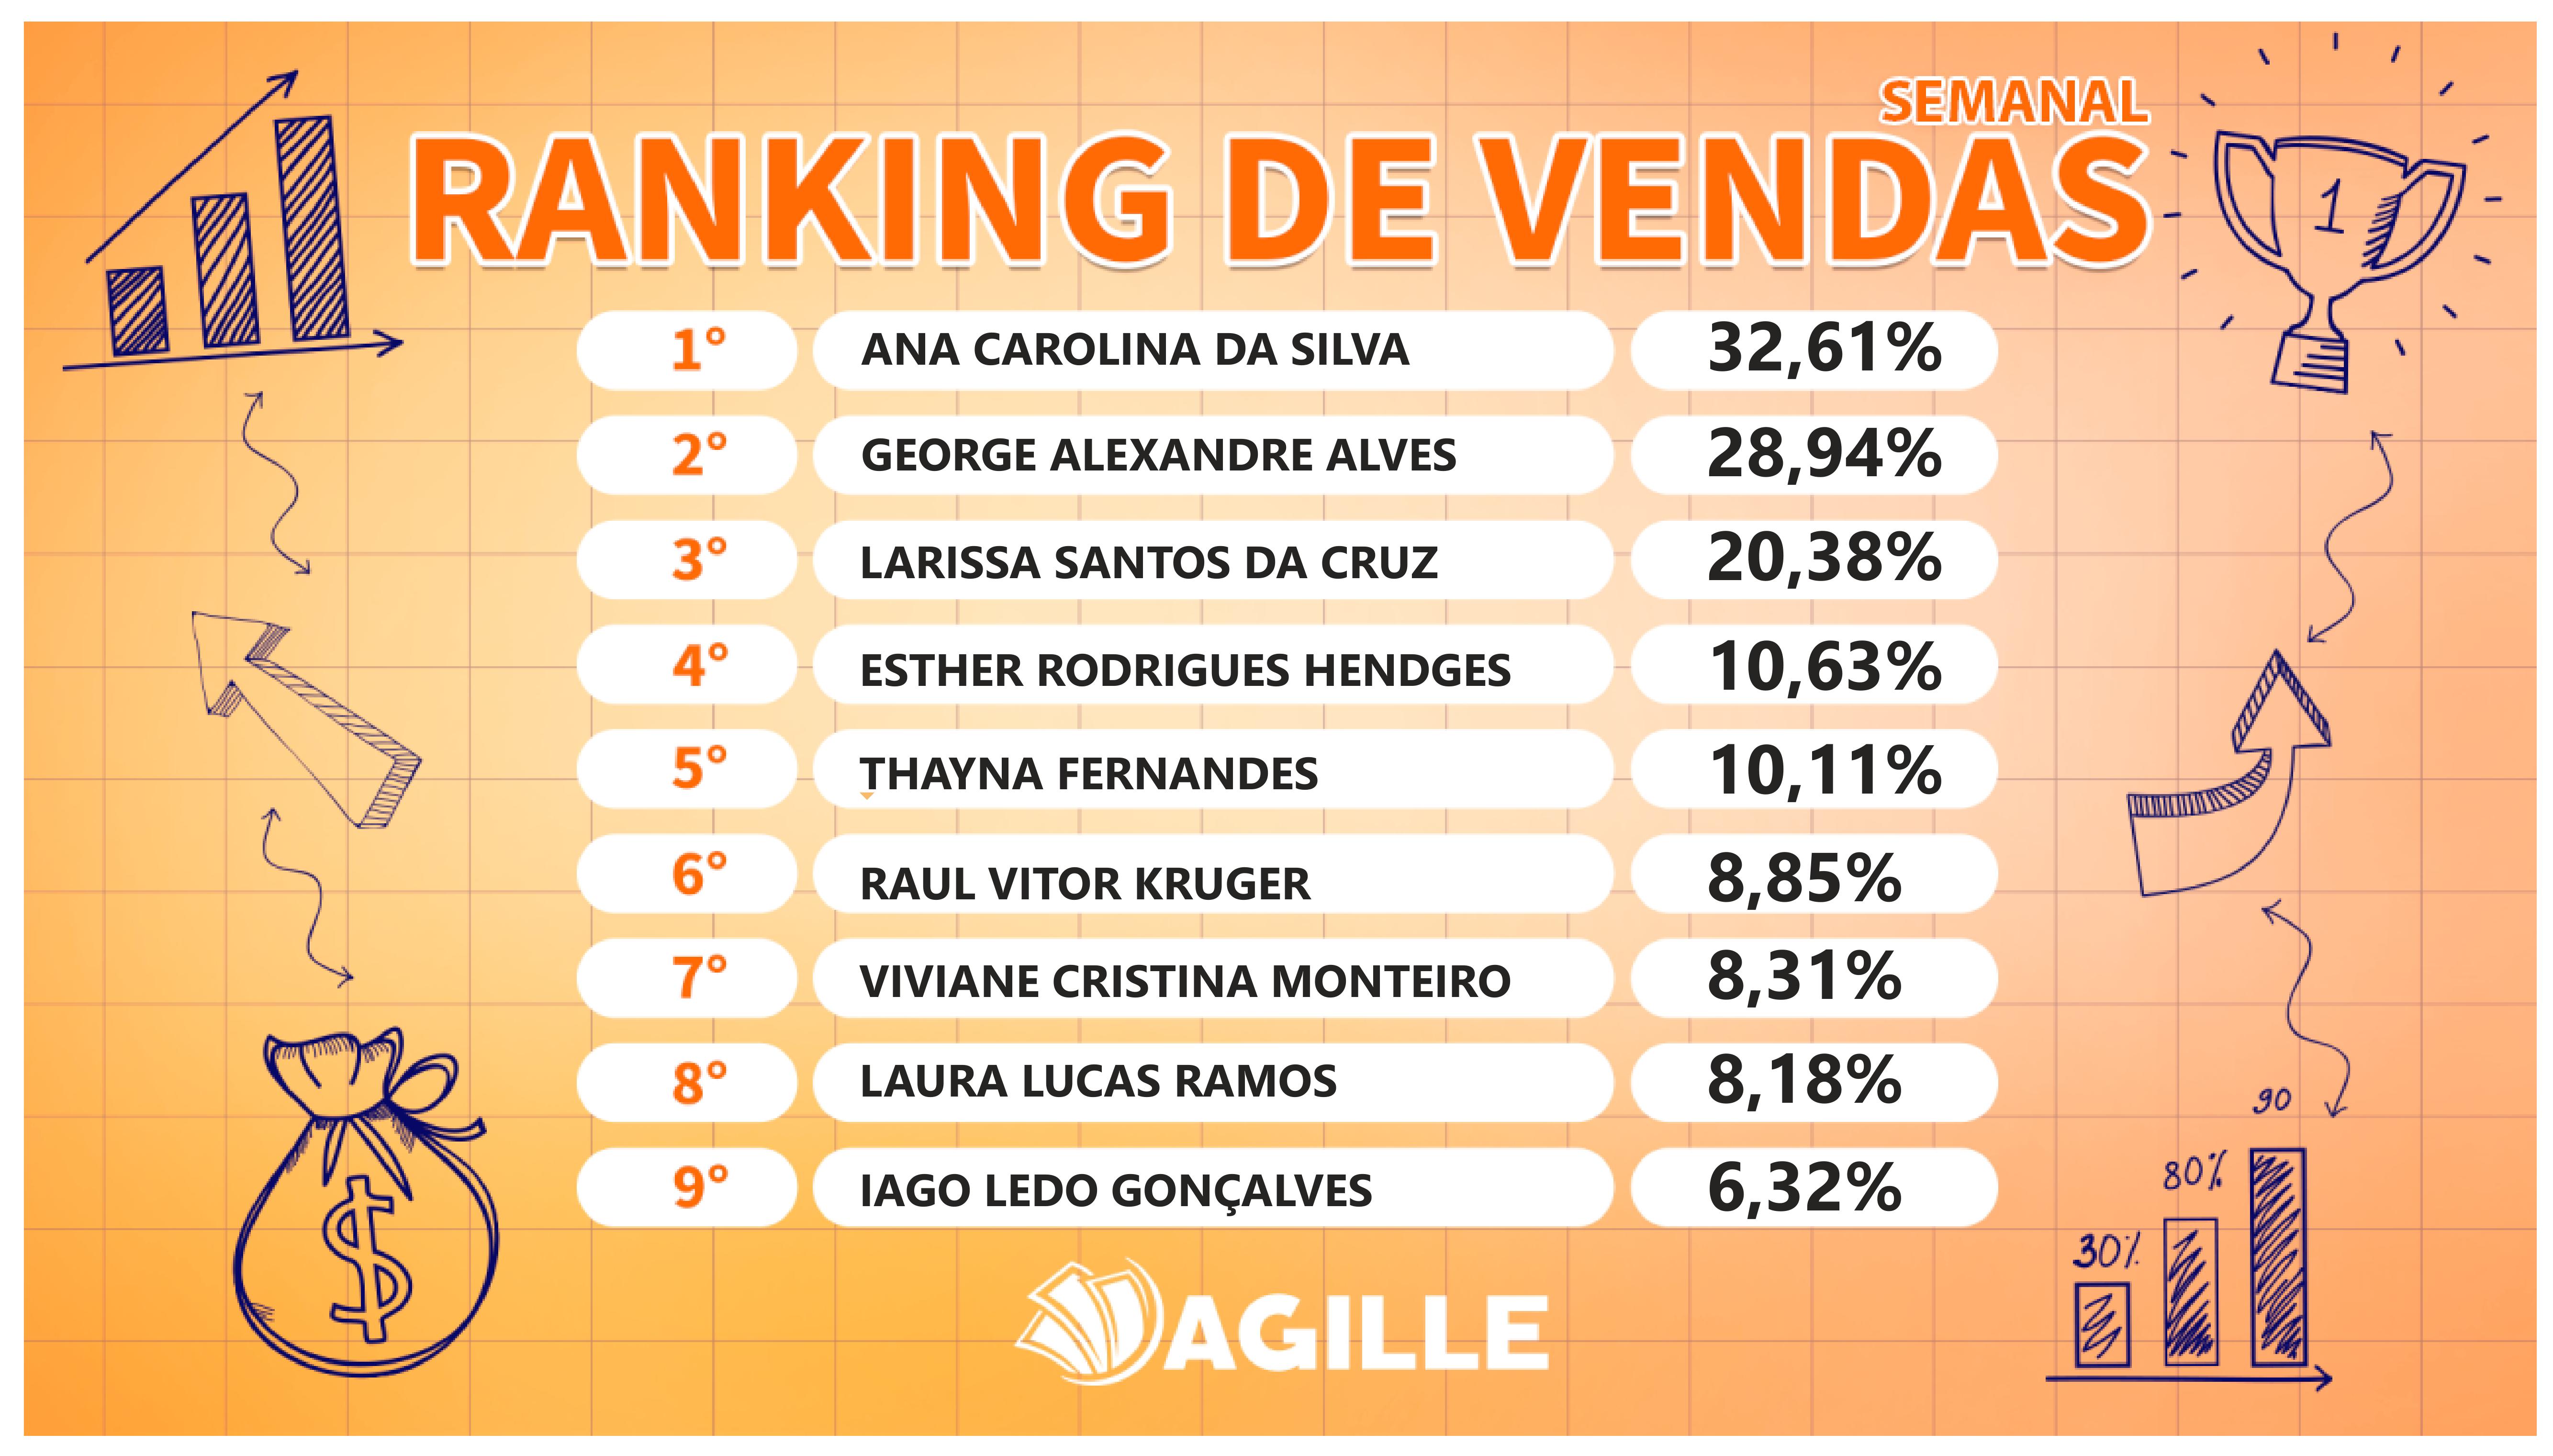 SEMANAL
RANKING DE VENDAS
1
1° ANA CAROLINA DA SILVA 32,61%
2° GEORGE ALEXANDRE ALVES 28,94%
3° LARISSA SANTOS DA CRUZ 20,38%
4° ESTHER RODRIGUES HENDGES 10,63%
5° THAYNA FERNANDES 10,11%
6° RAUL VITOR KRUGER 8,85%
7° VIVIANE CRISTINA MONTEIRO 8,31%
8° LAURA LUCAS RAMOS 8,18%
9° IAGO LEDO GONÇALVES 6,32%
$
90
80%
30%
AGILLE